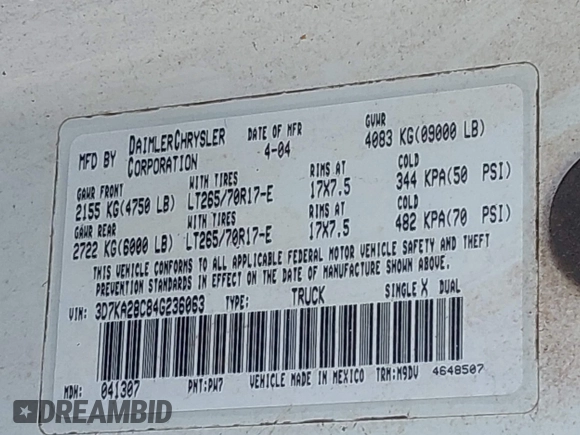 MFD BY DAIMLERCHRYSLER CORPORATION
DATE OF MFR 4-04
GVWR 4083 KG(09000 LB)
GAWR FRONT WITH TIRES RIMS AT COLD
2155 KG(4750 LB) LT265/70R17-E 17X7.5 344 KPA(50 PSI)
GAWR REAR WITH TIRES RIMS AT COLD
2722 KG(6000 LB) LT265/70R17-E 17X7.5 482 KPA(70 PSI)
THIS VEHICLE CONFORMS TO ALL APPLICABLE FEDERAL MOTOR VEHICLE SAFETY AND THEFT
PREVENTION STANDARDS IN EFFECT ON THE DATE OF MANUFACTURE SHOWN ABOVE.
VIN: 3D7KA28C84G236063 TYPE: TRUCK SINGLE X DUAL
MDH: 041307 PNT:PW7 VEHICLE MADE IN MEXICO TRM:M9DV 4648507
DREAMBID